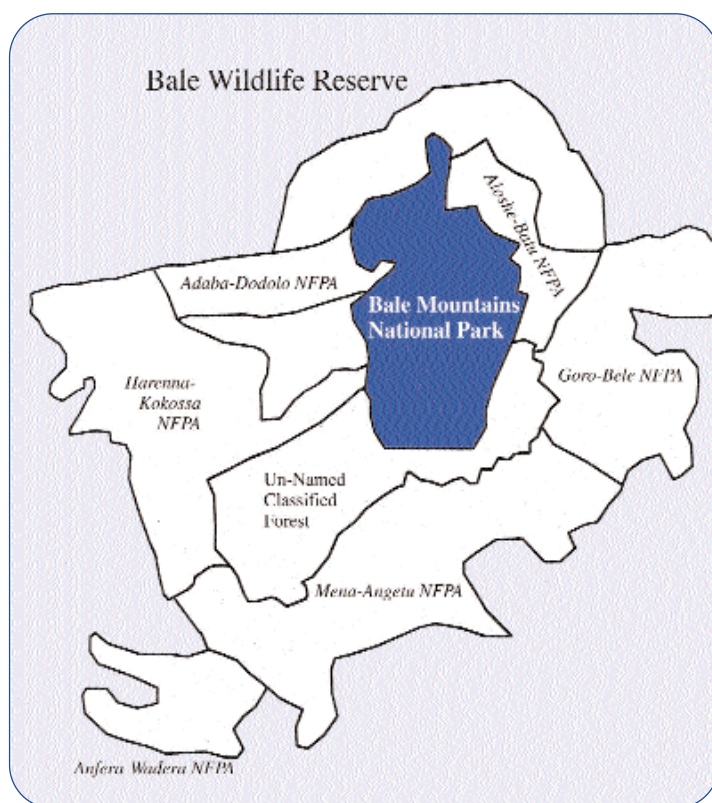 Bale Wildlife Reserve
Aloshe-Batu NFPA
Adaba-Dodolo NFPA
Bale Mountains
National Park
Goro-Bele NFPA
Harenna-
Kokossa
NFPA
Un-Named
Classified
Forest
Mena-Angetu NFPA
Anfera Wadera NFPA